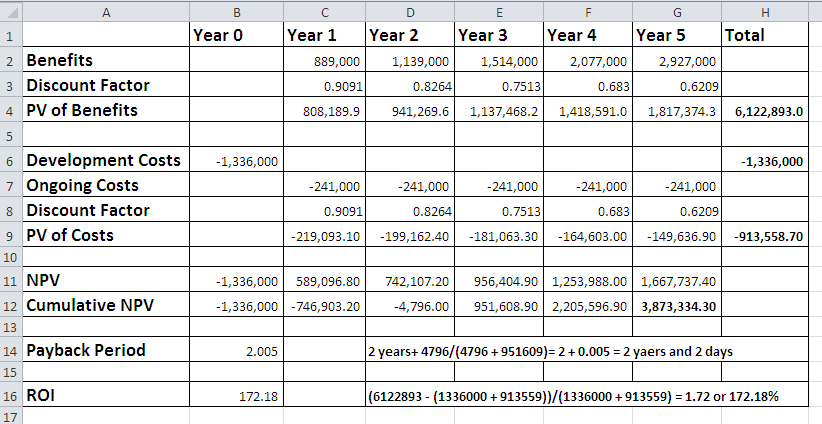 A B C D E F G H
1 Year 0 Year 1 Year 2 Year 3 Year 4 Year 5 Total
2 Benefits 889,000 1,139,000 1,514,000 2,077,000 2,927,000
3 Discount Factor 0.9091 0.8264 0.7513 0.683 0.6209
4 PV of Benefits 808,189.9 941,269.6 1,137,468.2 1,418,591.0 1,817,374.3 6,122,893.0
5
6 Development Costs -1,336,000 -1,336,000
7 Ongoing Costs -241,000 -241,000 -241,000 -241,000 -241,000
8 Discount Factor 0.9091 0.8264 0.7513 0.683 0.6209
9 PV of Costs -219,093.10 -199,162.40 -181,063.30 -164,603.00 -149,636.90 -913,558.70
10
11 NPV -1,336,000 589,096.80 742,107.20 956,404.90 1,253,988.00 1,667,737.40
12 Cumulative NPV -1,336,000 -746,903.20 -4,796.00 951,608.90 2,205,596.90 3,873,334.30
13
14 Payback Period 2.005 2 years+ 4796/(4796 + 951609)= 2 + 0.005 = 2 yaers and 2 days
15
16 ROI 172.18 (6122893 - (1336000 + 913559))/(1336000 + 913559) = 1.72 or 172.18%
17